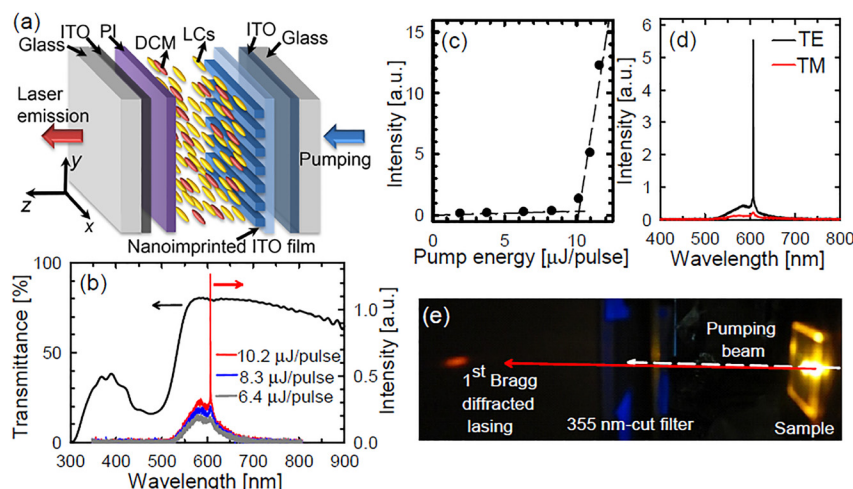 (a)
Glass
ITO
PI
DCM
LCs
ITO
Glass
Laser
emission
Pumping
y
z
x
Nanoimprinted ITO film
(b)
Transmittance [%]
100
80
50
0
300 400 500 600 700 800 900
Wavelength [nm]
1.0
0.5
0.0
Intensity [a.u.]
10.2 μJ/pulse
8.3 μJ/pulse
6.4 μJ/pulse
(c)
Intensity [a.u.]
15
10
5
0
0 5 10
Pump energy [μJ/pulse]
(d)
TE
TM
Intensity [a.u.]
6
5
4
3
2
1
0
400 500 600 700 800
Wavelength [nm]
(e)
Pumping
beam
1st Bragg
diffracted
lasing
355 nm-cut filter
Sample